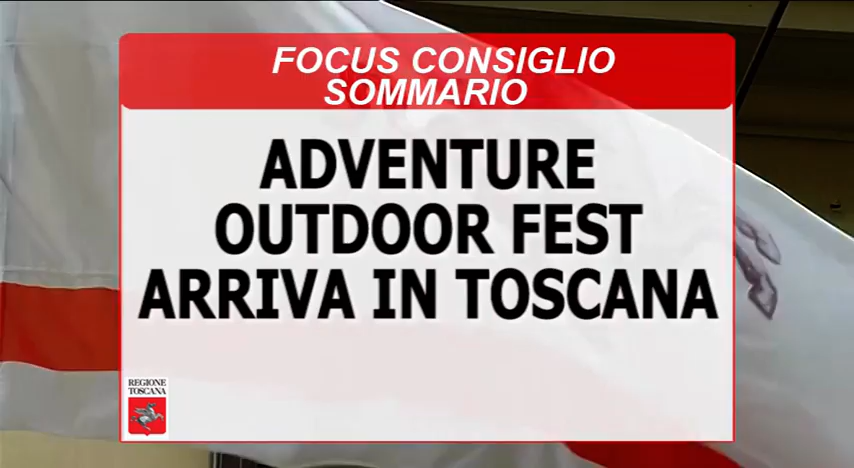 FOCUS CONSIGLIO
SOMMARIO
ADVENTURE
OUTDOOR FEST
ARRIVA IN TOSCANA
REGIONE
TOSCANA